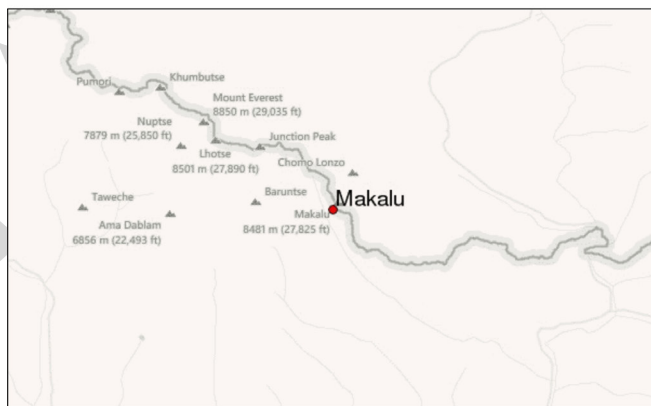 Pumori
Khumbutse
Mount Everest
8850 m (29,035 ft)
Nuptse
7879 m (25,850 ft)
Lhotse
8501 m (27,890 ft)
Junction Peak
Chomo Lonzo
Taweche
Ama Dablam
6856 m (22,493 ft)
Baruntse
Makalu
Makalu
8481 m (27,825 ft)